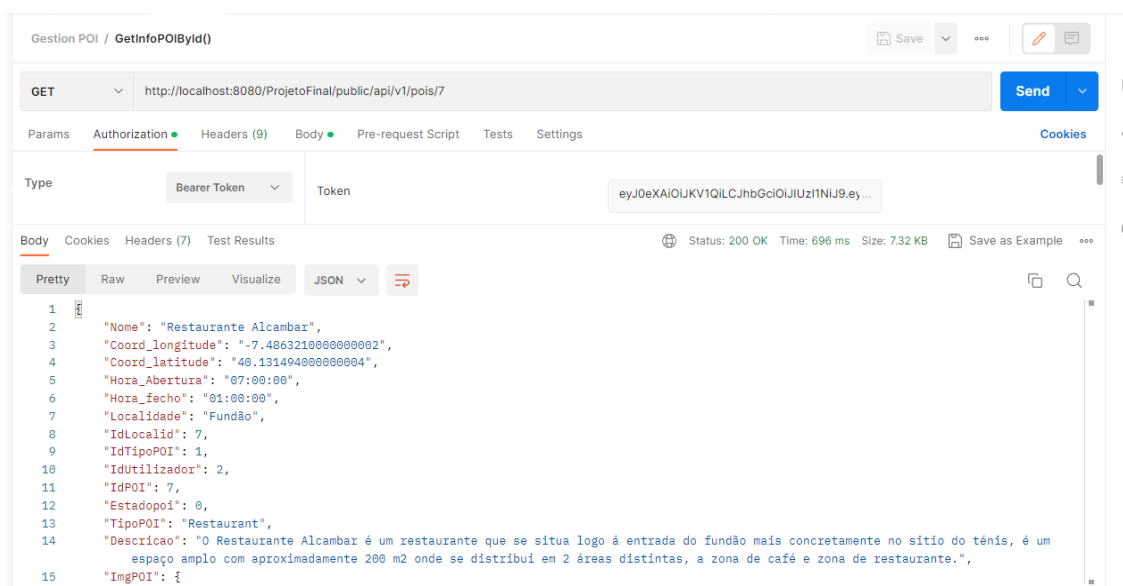 Gestion POI / GetInfoPOIById()
Save
GET http://localhost:8080/ProjetoFinal/public/api/v1/pois/7 Send
Params Authorization Headers (9) Body Pre-request Script Tests Settings Cookies
Type Bearer Token Token eyJ0eXAiOiJKV1QiLCJhbGciOiJIUzI1NiJ9.ey...
Body Cookies Headers (7) Test Results Status: 200 OK Time: 696 ms Size: 7.32 KB Save as Example
Pretty Raw Preview Visualize JSON
1 {
2 "Nome": "Restaurante Alcambar",
3 "Coord_longitude": "-7.4863210000000002",
4 "Coord_latitude": "40.131494000000004",
5 "Hora_Abertura": "07:00:00",
6 "Hora_fecho": "01:00:00",
7 "Localidade": "Fundão",
8 "IdLocalid": 7,
9 "IdTipoPOI": 1,
10 "IdUtilizador": 2,
11 "IdPOI": 7,
12 "Estadopoi": 0,
13 "TipoPOI": "Restaurant",
14 "Descricao": "O Restaurante Alcambar é um restaurante que se situa logo á entrada do fundão mais concretamente no sitio do ténis, é um
espaço amplo com aproximadamente 200 m2 onde se distribui em 2 áreas distintas, a zona de café e zona de restaurante.",
15 "ImgPOI": {